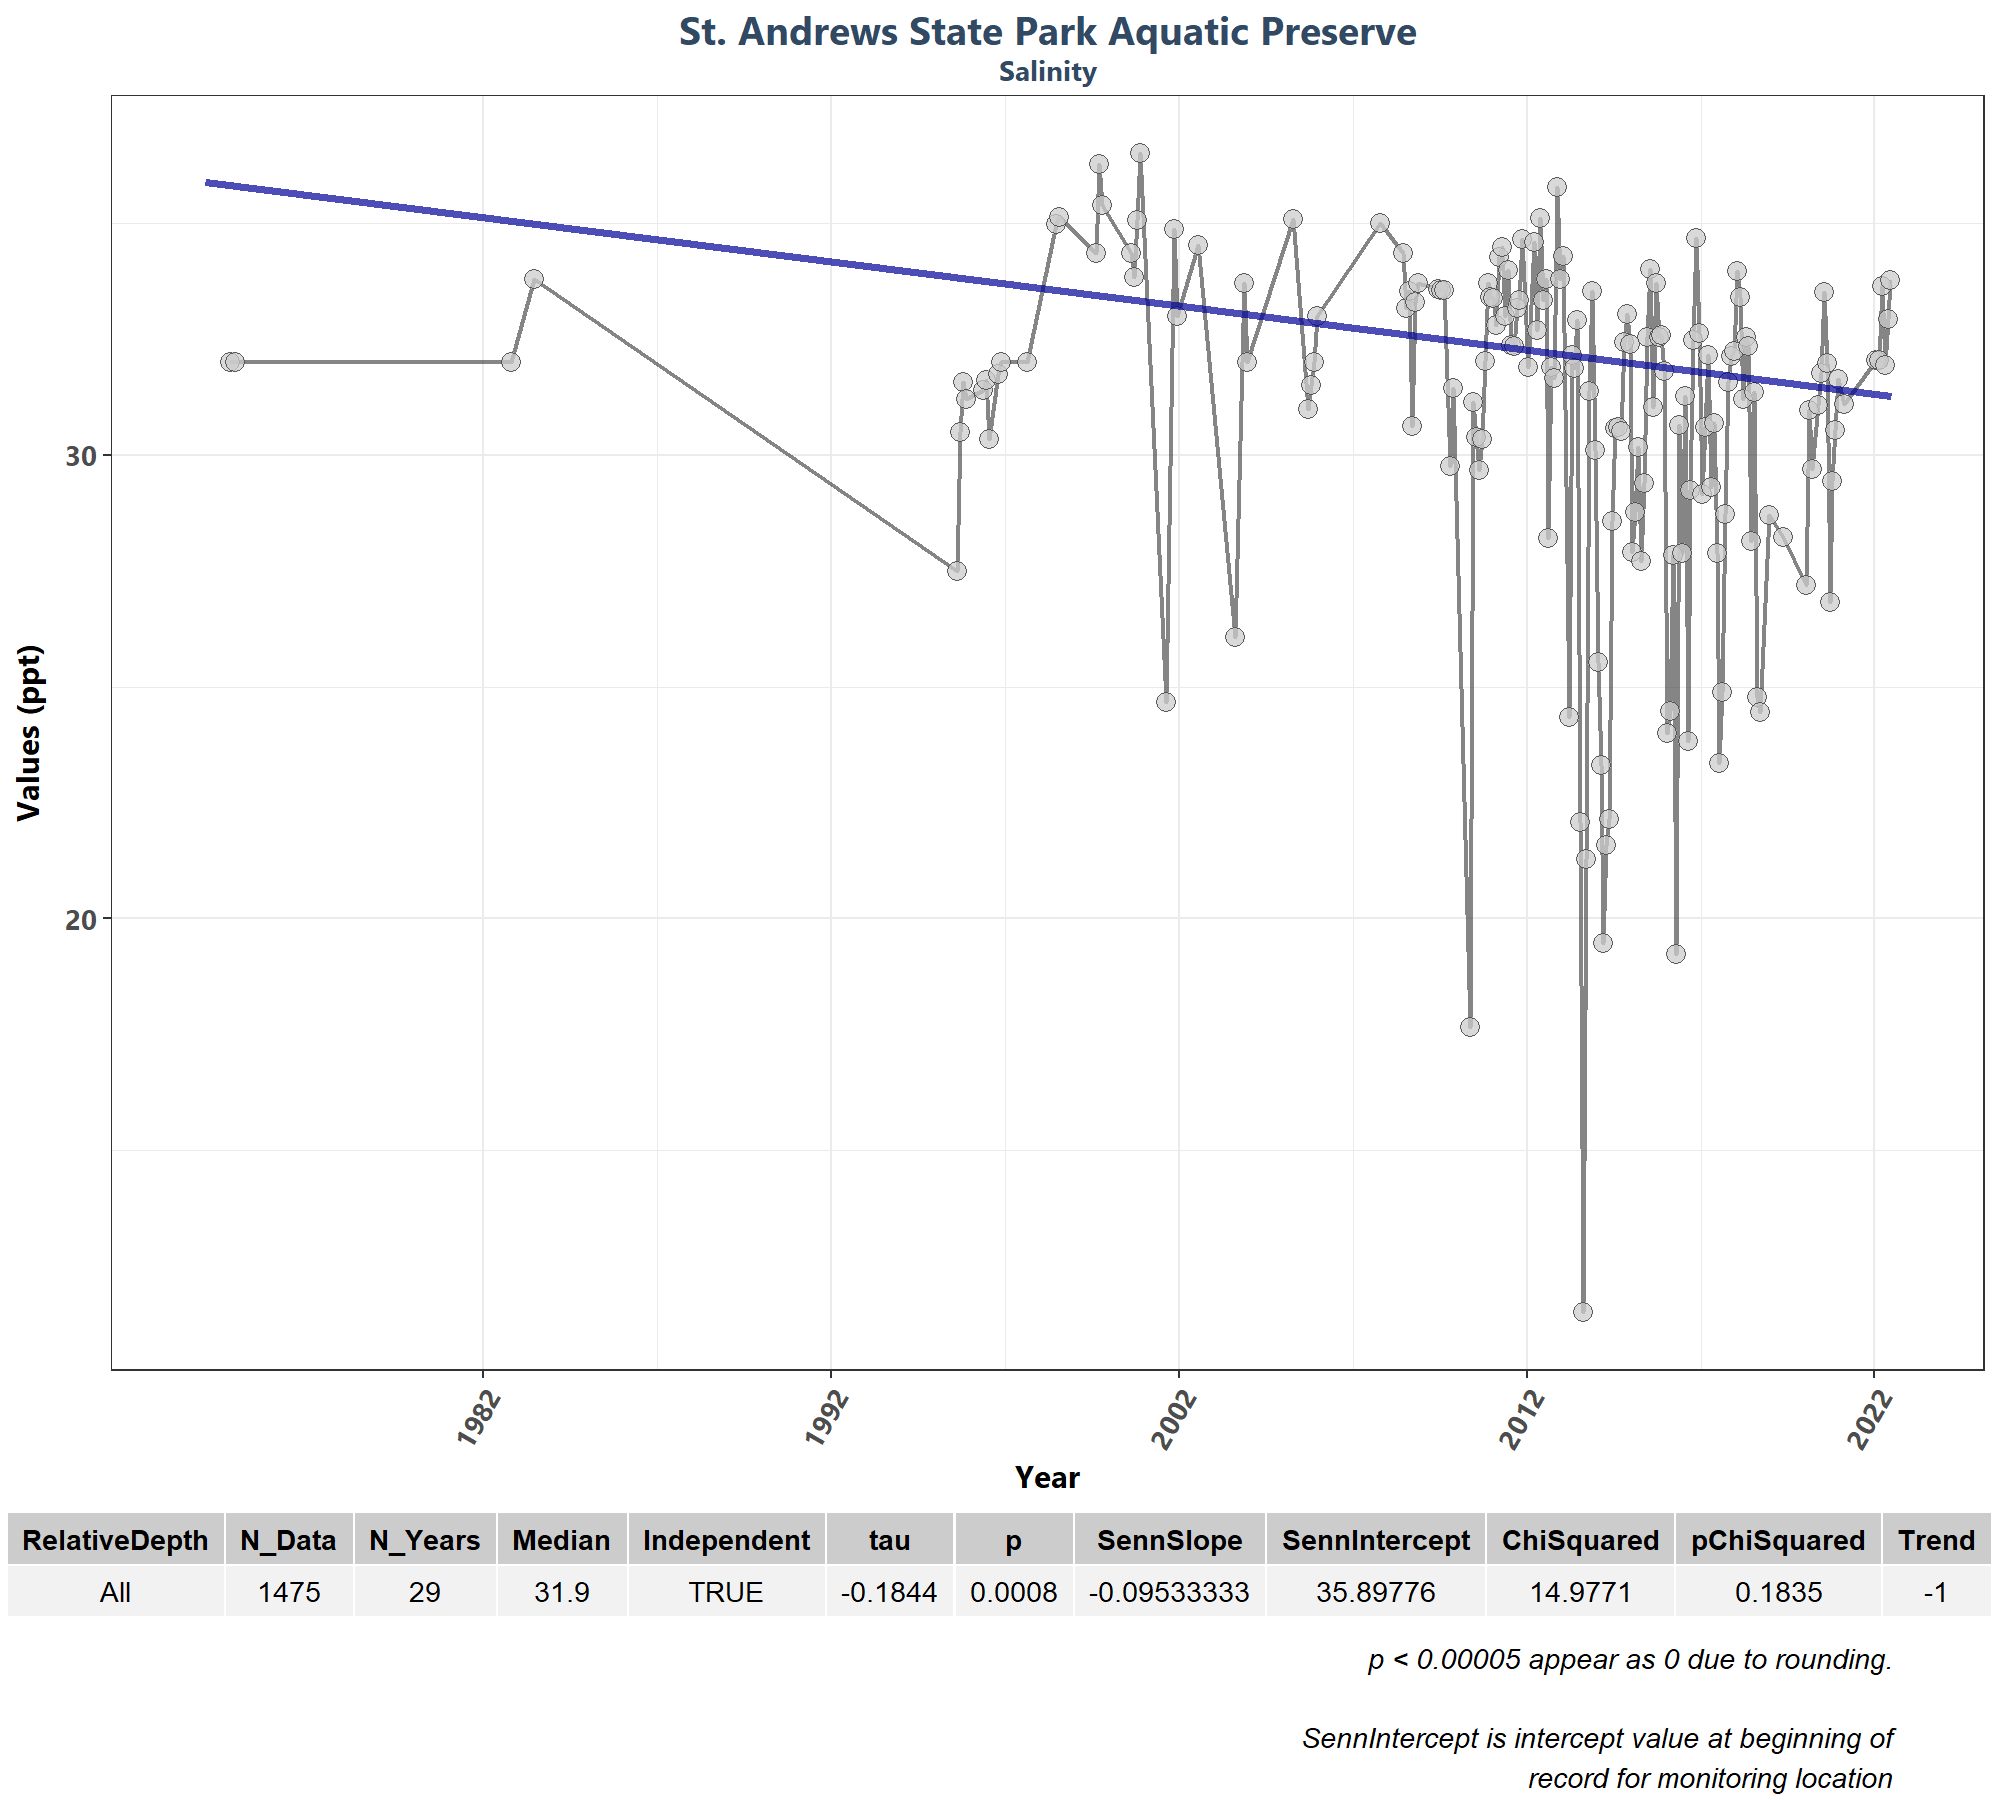 St. Andrews State Park Aquatic Preserve
Salinity
30
20
Values (ppt)
1982
1992
2002
2012
2022
Year
RelativeDepth N_Data N_Years Median Independent tau p SennSlope SennIntercept ChiSquared pChiSquared Trend
All 1475 29 31.9 TRUE -0.1844 0.0008 -0.09533333 35.89776 14.9771 0.1835 -1
p < 0.00005 appear as 0 due to rounding.
SennIntercept is intercept value at beginning of
record for monitoring location